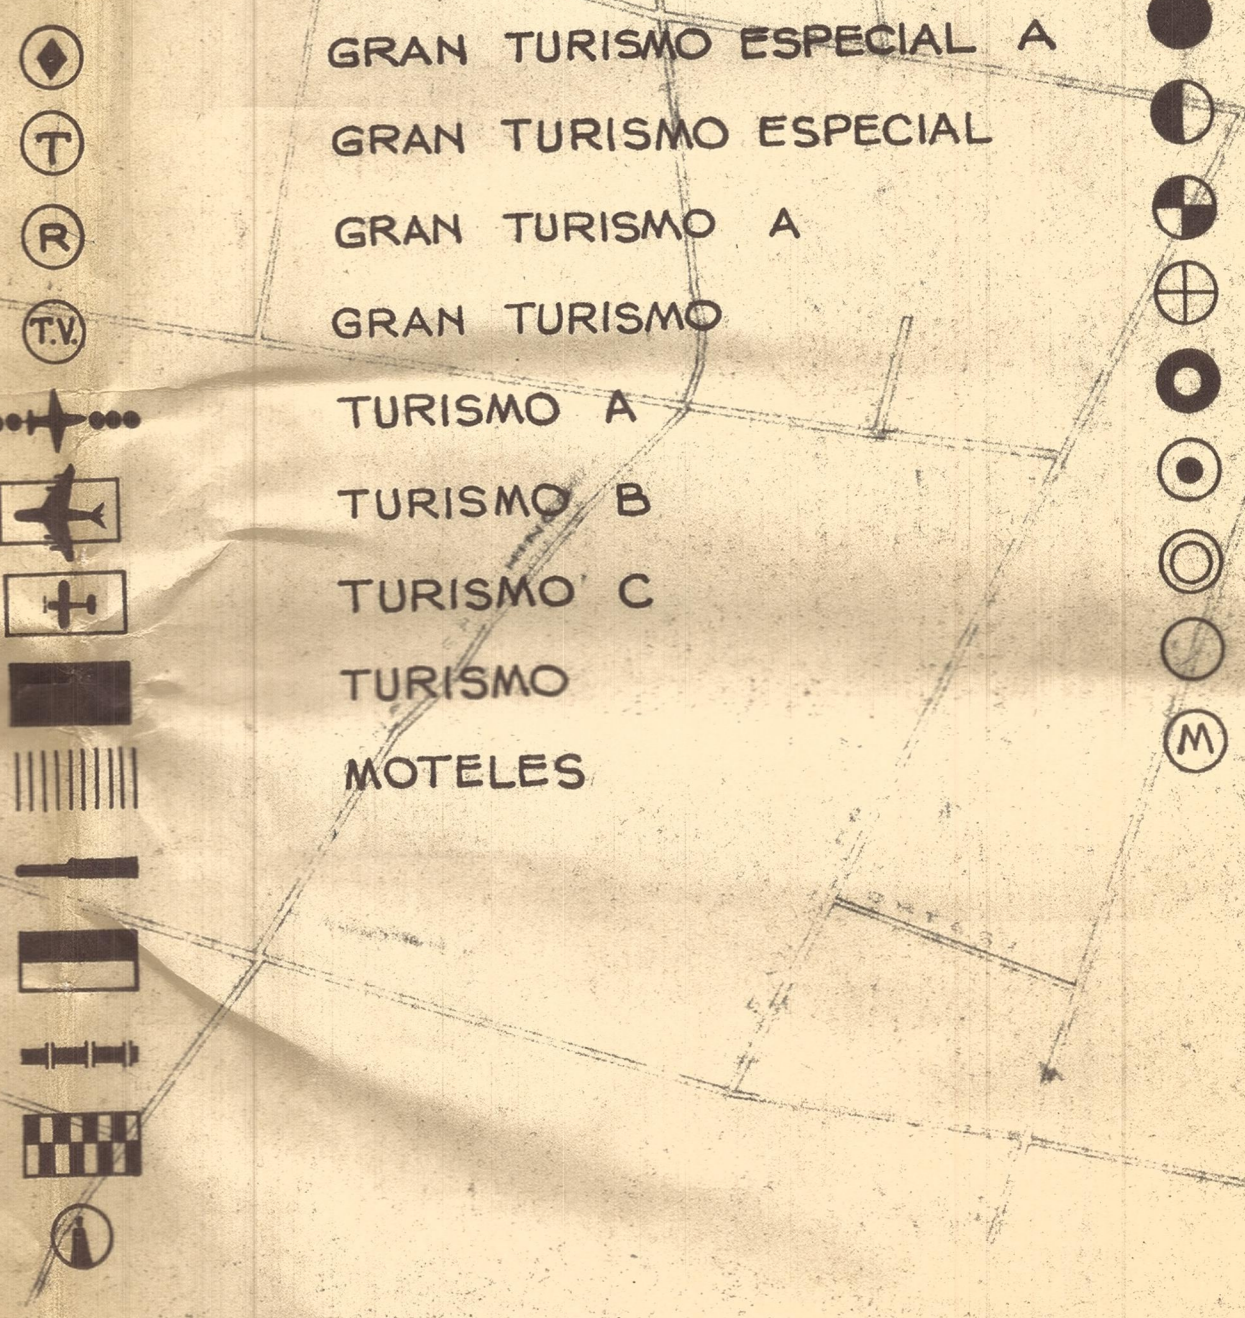 GRAN TURISMO ESPECIAL A
T GRAN TURISMO ESPECIAL
R GRAN TURISMO A
T.V. GRAN TURISMO
TURISMO A
TURISMO B
TURISMO C
TURISMO
MOTELES M